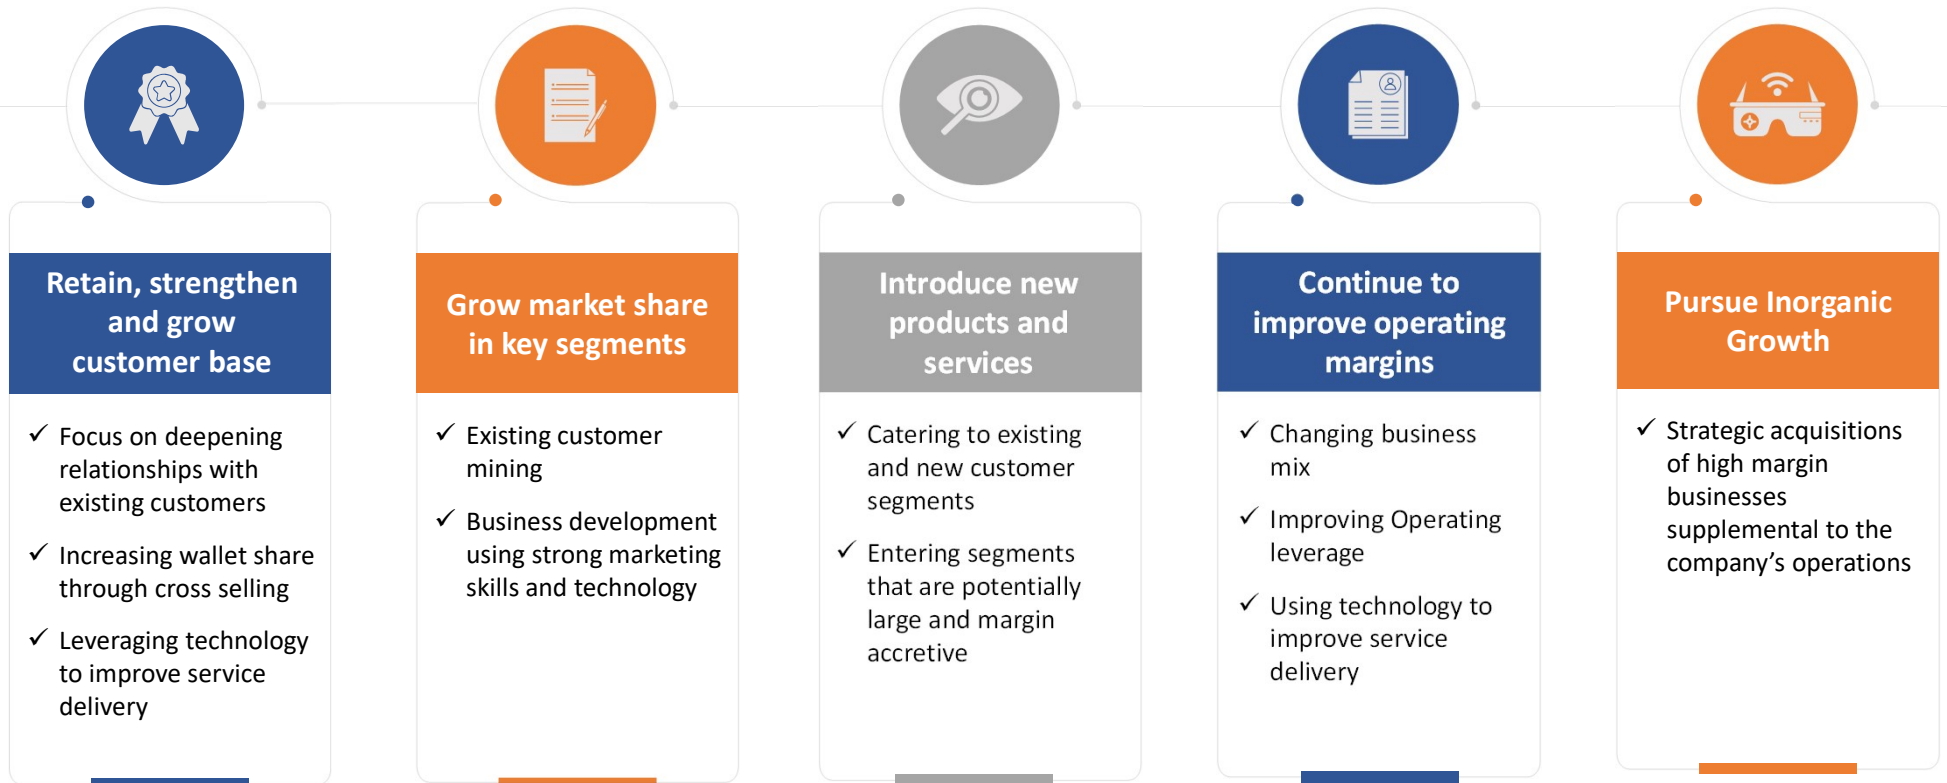 Retain, strengthen
and grow
customer base
✓ Focus on deepening
relationships with
existing customers
✓ Increasing wallet share
through cross selling
✓ Leveraging technology
to improve service
delivery
Grow market share
in key segments
✓ Existing customer
mining
✓ Business development
using strong marketing
skills and technology
Introduce new
products and
services
✓ Catering to existing
and new customer
segments
✓ Entering segments
that are potentially
large and margin
accretive
Continue to
improve operating
margins
✓ Changing business
mix
✓ Improving Operating
leverage
✓ Using technology to
improve service
delivery
Pursue Inorganic
Growth
✓ Strategic acquisitions
of high margin
businesses
supplemental to the
company’s operations